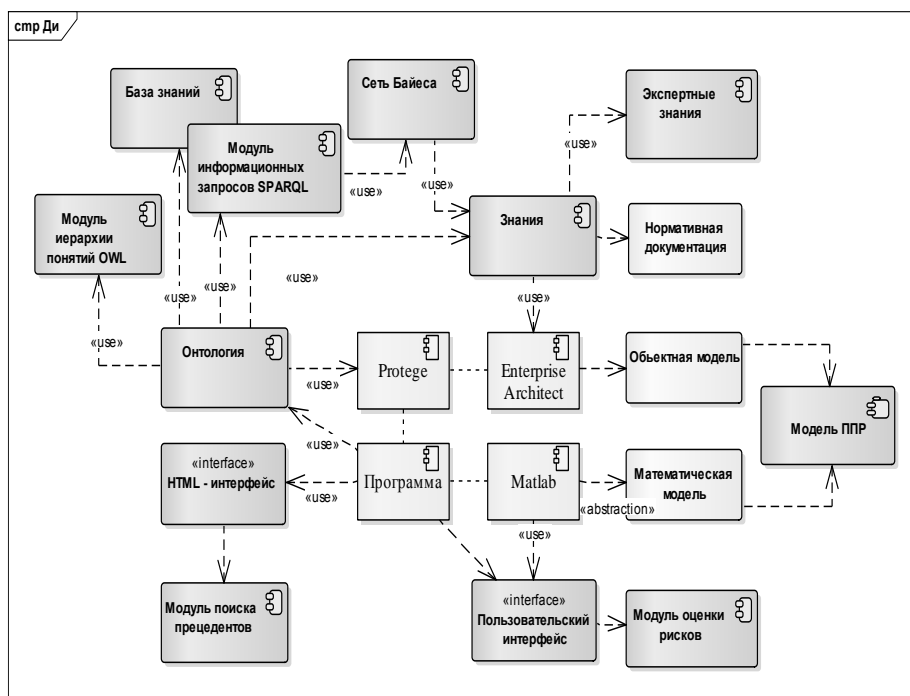 cmp Ди
База знаний
Сеть Байеса
Экспертные
знания
Модуль
информационных
запросов SPARQL
«use»
«use»
«use»
Модуль
иерархии
понятий OWL
Знания
Нормативная
документация
«use»
«use»
«use»
«use»
«use»
Онтология
Protege
Enterprise
Architect
Обьектная модель
«use»
Модель ППР
«use»
«interface»
HTML - интерфейс
«use»
Программа
Matlab
Математическая
модель
«abstraction»
«use»
Модуль поиска
прецедентов
«interface»
Пользовательский
интерфейс
Модуль оценки
рисков